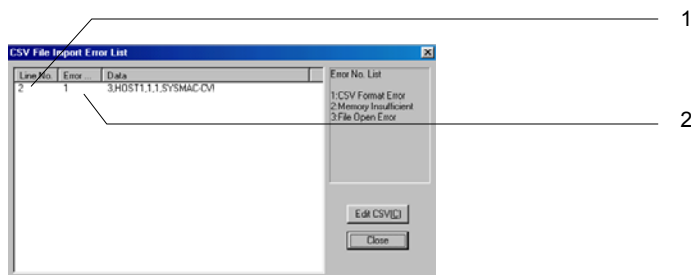 1
CSV File Import Error List
Line No. Error ... Data
2 1 3,HOST1,1,1,SYSMAC-CV!
Error No. List
1:CSV Format Error
2:Memory Insufficient
3:File Open Error
2
Edit CSV(C)
Close